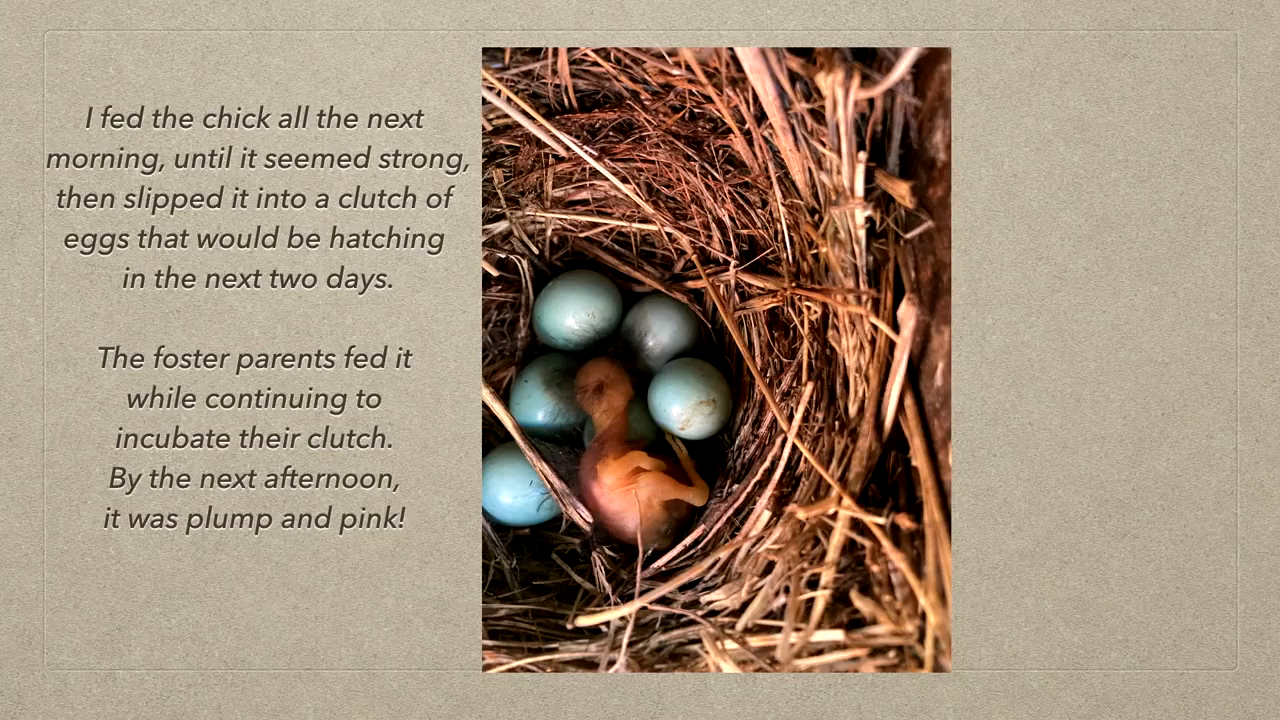 I fed the chick all the next
morning, until it seemed strong,
then slipped it into a clutch of
eggs that would be hatching
in the next two days.
The foster parents fed it
while continuing to
incubate their clutch.
By the next afternoon,
it was plump and pink!